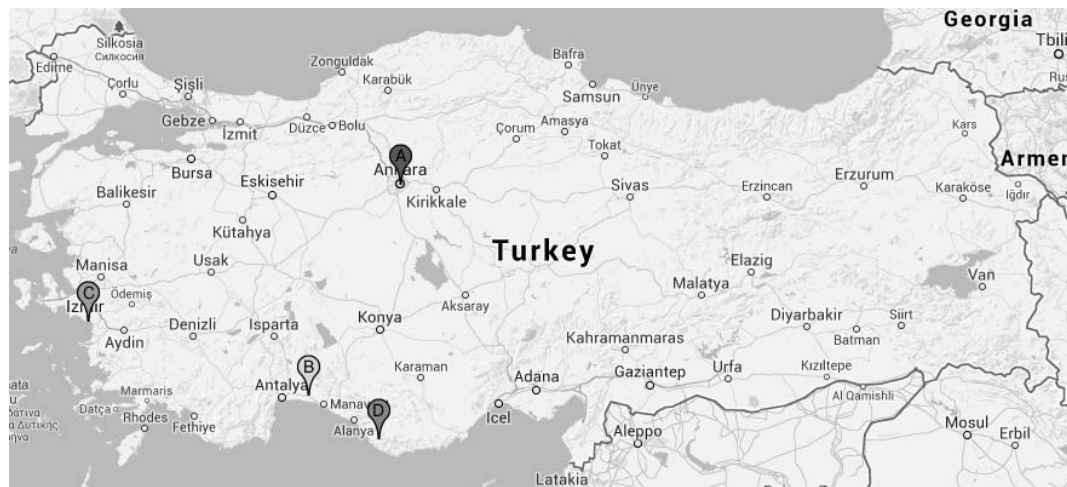 Georgia
Silkosia
Силкосия
Tbili
Edirne
Zonguldak
Bafra
Çorlu
Şişli
Karabük
Samsun
Ünye
Rus
Gebze
İzmit
Düzce
Bolu
Çorum
Amasya
Kars
Tokat
Armer
A
Bursa
Ankara
Balikesir
Eskisehir
Kirikkale
Sivas
Erzincan
Erzurum
Karaköse
Iğdır
Kütahya
Turkey
Manisa
Usak
Elazig
Van
C
Izmir
Ödemiş
Aksaray
Malatya
Aydin
Denizli
Isparta
Konya
Diyarbakir
Siirt
Batman
Kahramanmaras
B
Karaman
Antalya
Adana
Gaziantep
Urfa
Kızıltepe
Marmaris
Datça
Al Qamishli
D
Icel
Rhodes
Fethiye
Alanya
Aleppo
Mosul
Erbil
Latakia